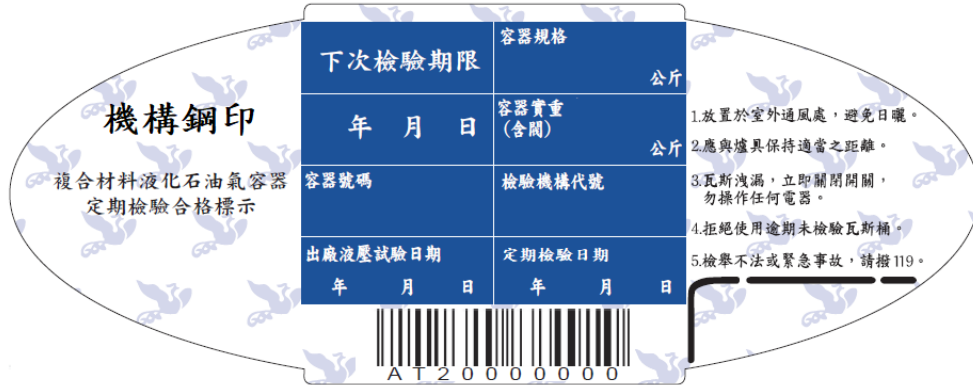 機構鋼印
複合材料液化石油氣容器
定期檢驗合格標示
下次檢驗期限
年 月 日
容器規格
公斤
容器實重
(含閥)
公斤
容器號碼
檢驗機構代號
出廠液壓試驗日期
年 月 日
定期檢驗日期
年 月 日
AT20000000
1.放置於室外通風處，避免日曬。
2.應與爐具保持適當之距離。
3.瓦斯洩漏，立即關閉開關，
勿操作任何電器。
4.拒絕使用逾期未檢驗瓦斯桶。
5.檢舉不法或緊急事故，請撥119。